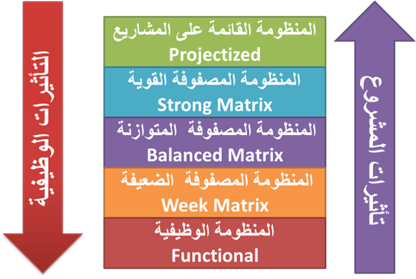 المنظومة القائمة على المشاريع
Projectized
المنظومة المصفوفة القوية
Strong Matrix
المنظومة المصفوفة المتوازنة
Balanced Matrix
المنظومة المصفوفة الضعيفة
Week Matrix
المنظومة الوظيفية
Functional
تأثيرات المشروع
التأثيرات الوظيفية